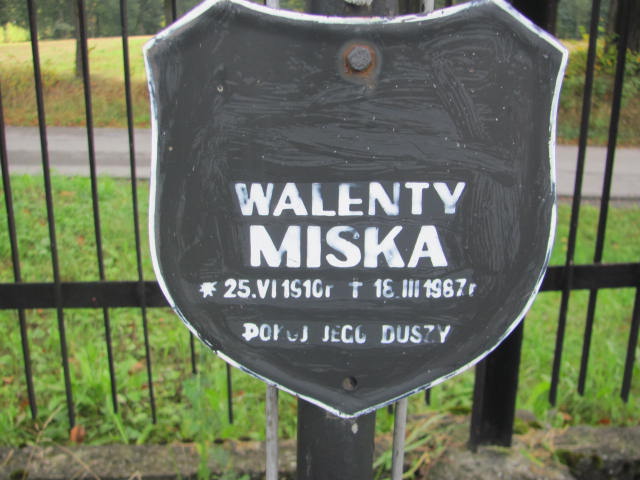 WALENTY
MISKA
* 25.VI 1910r † 18.III 1987r
POKOJ JEGO DUSZY